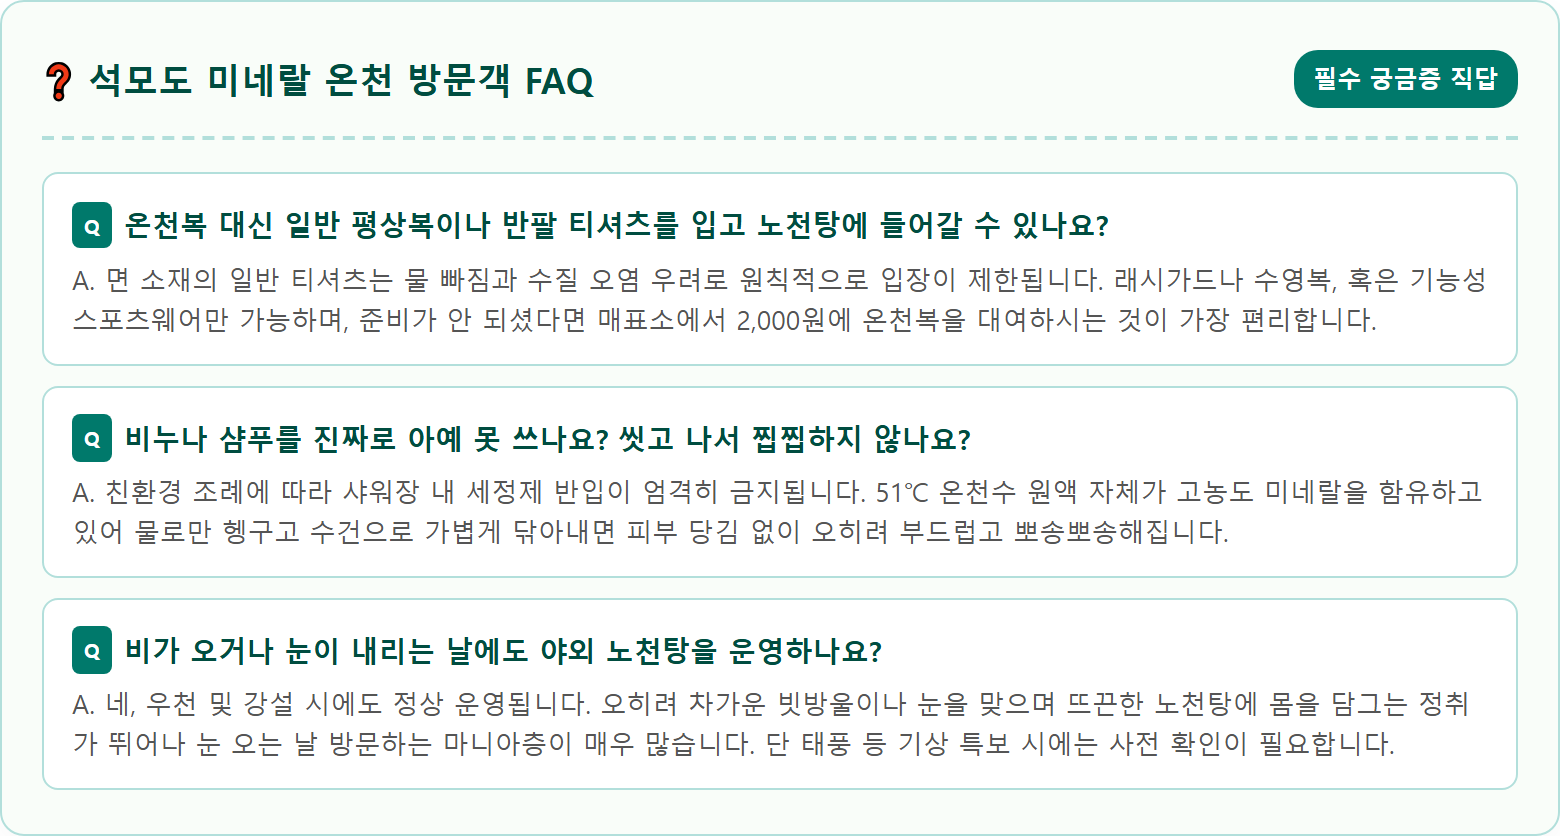 ❓ 석모도 미네랄 온천 방문객 FAQ
필수 궁금증 직답
Q 온천복 대신 일반 평상복이나 반팔 티셔츠를 입고 노천탕에 들어갈 수 있나요?
A. 면 소재의 일반 티셔츠는 물 빠짐과 수질 오염 우려로 원칙적으로 입장이 제한됩니다. 래시가드나 수영복, 혹은 기능성
스포츠웨어만 가능하며, 준비가 안 되셨다면 매표소에서 2,000원에 온천복을 대여하시는 것이 가장 편리합니다.
Q 비누나 샴푸를 진짜로 아예 못 쓰나요? 씻고 나서 찝찝하지 않나요?
A. 친환경 조례에 따라 샤워장 내 세정제 반입이 엄격히 금지됩니다. 51℃ 온천수 원액 자체가 고농도 미네랄을 함유하고
있어 물로만 헹구고 수건으로 가볍게 닦아내면 피부 당김 없이 오히려 부드럽고 뽀송뽀송해집니다.
Q 비가 오거나 눈이 내리는 날에도 야외 노천탕을 운영하나요?
A. 네, 우천 및 강설 시에도 정상 운영됩니다. 오히려 차가운 빗방울이나 눈을 맞으며 뜨끈한 노천탕에 몸을 담그는 정취
가 뛰어나 눈 오는 날 방문하는 마니아층이 매우 많습니다. 단 태풍 등 기상 특보 시에는 사전 확인이 필요합니다.